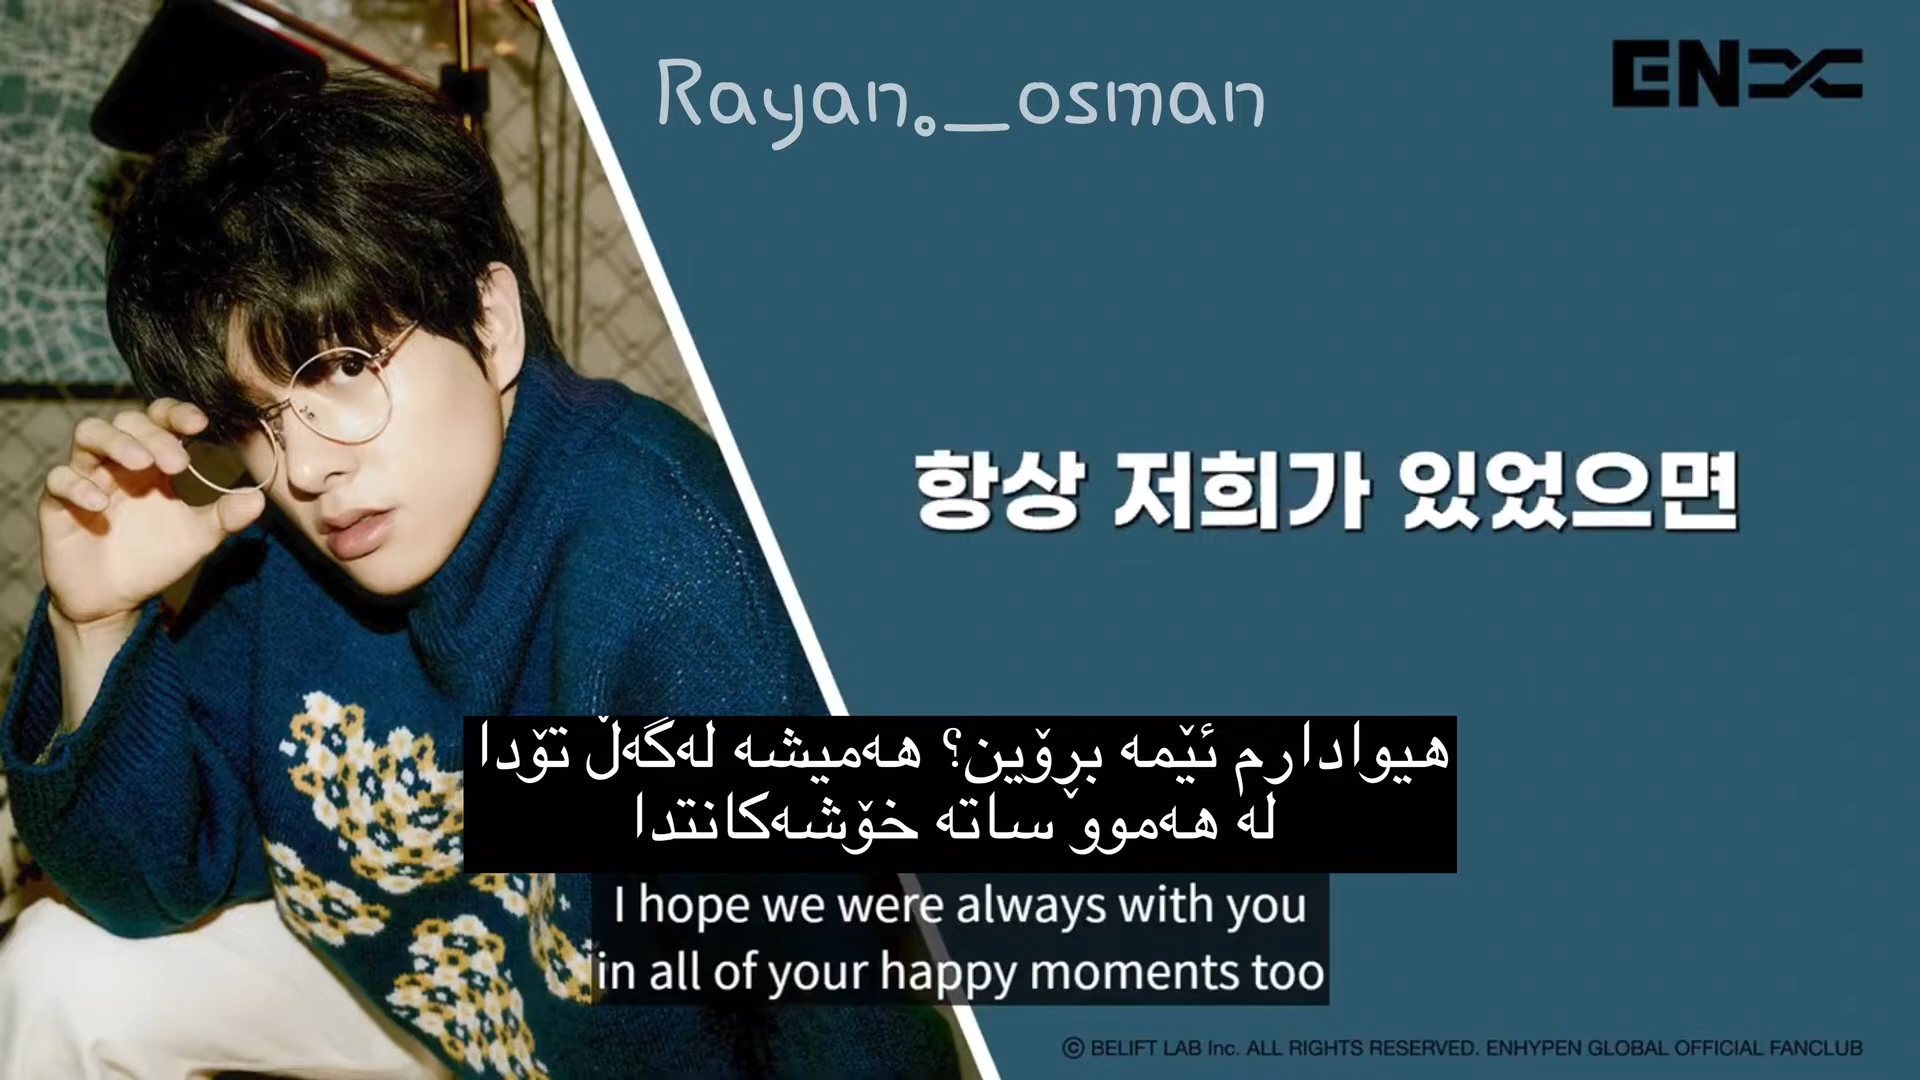 Rayan._osman
EN
항상 저희가 있었으면
هیوادارم ئێمە بڕۆین؟ هەمیشە لەگەڵ تۆدا
لە هەموو ساتە خۆشەکانتدا
I hope we were always with you
in all of your happy moments too
© BELIFT LAB Inc. ALL RIGHTS RESERVED. ENHYPEN GLOBAL OFFICIAL FANCLUB